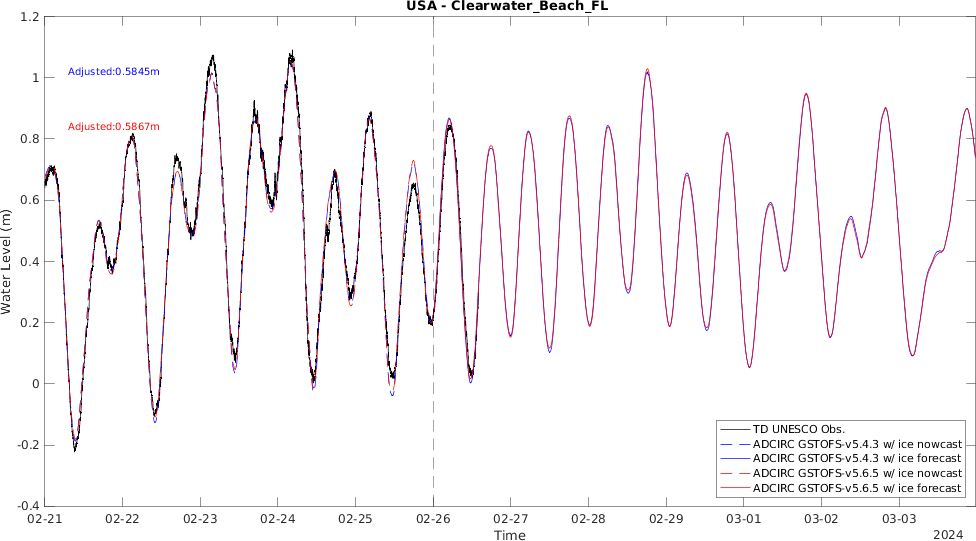 USA - Clearwater_Beach_FL
1.2
1
0.8
0.6
0.4
0.2
0
-0.2
-0.4
Water Level (m)
Adjusted:0.5845m
Adjusted:0.5867m
TD UNESCO Obs.
ADCIRC GSTOFS-v5.4.3 w/ ice nowcast
ADCIRC GSTOFS-v5.4.3 w/ ice forecast
ADCIRC GSTOFS-v5.6.5 w/ ice nowcast
ADCIRC GSTOFS-v5.6.5 w/ ice forecast
02-21 02-22 02-23 02-24 02-25 02-26 02-27 02-28 02-29 03-01 03-02 03-03
Time
2024